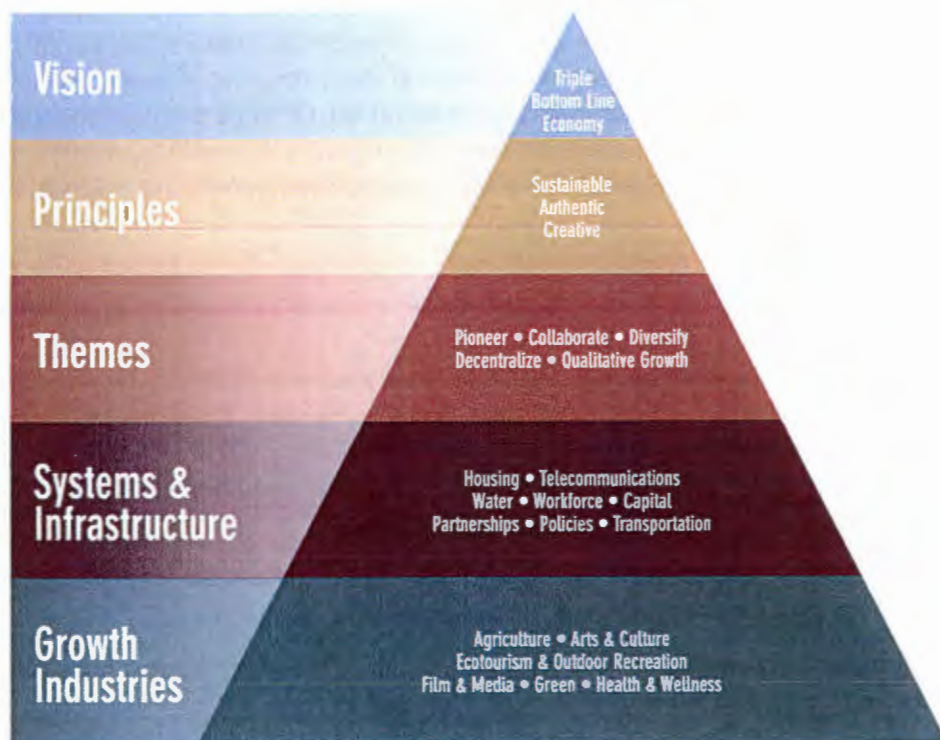 Vision
Triple
Bottom Line
Economy
Principles
Sustainable
Authentic
Creative
Themes
Pioneer • Collaborate • Diversify
Decentralize • Qualitative Growth
Systems &
Infrastructure
Housing • Telecommunications
Water • Workforce • Capital
Partnerships • Policies • Transportation
Growth
Industries
Agriculture • Arts & Culture
Ecotourism & Outdoor Recreation
Film & Media • Green • Health & Wellness